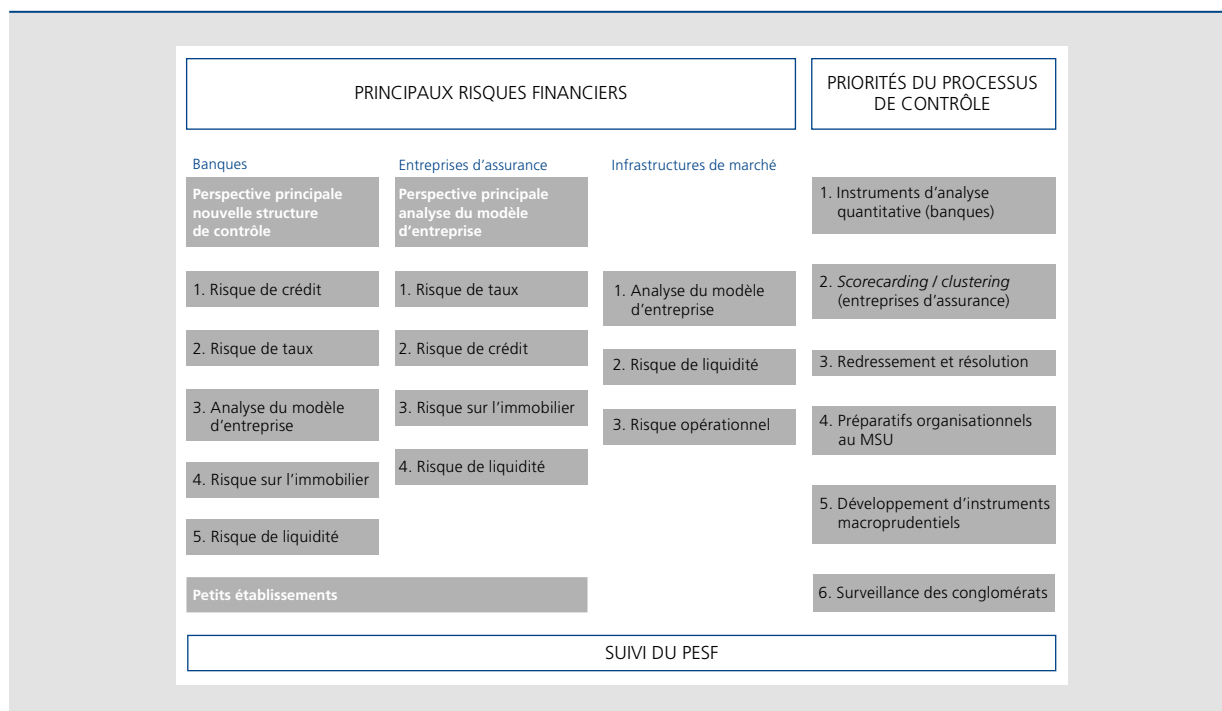 PRINCIPAUX RISQUES FINANCIERS
PRIORITÉS DU PROCESSUS
DE CONTRÔLE
Banques
Perspective principale
nouvelle structure
de contrôle
1. Risque de crédit
2. Risque de taux
3. Analyse du modèle
d'entreprise
4. Risque sur l'immobilier
5. Risque de liquidité
Entreprises d'assurance
Perspective principale
analyse du modèle
d'entreprise
1. Risque de taux
2. Risque de crédit
3. Risque sur l'immobilier
4. Risque de liquidité
Petits établissements
Infrastructures de marché
1. Analyse du modèle
d'entreprise
2. Risque de liquidité
3. Risque opérationnel
1. Instruments d'analyse
quantitative (banques)
2. Scorecarding / clustering
(entreprises d'assurance)
3. Redressement et résolution
4. Préparatifs organisationnels
au MSU
5. Développement d'instruments
macroprudentiels
6. Surveillance des conglomérats
SUIVI DU PESF